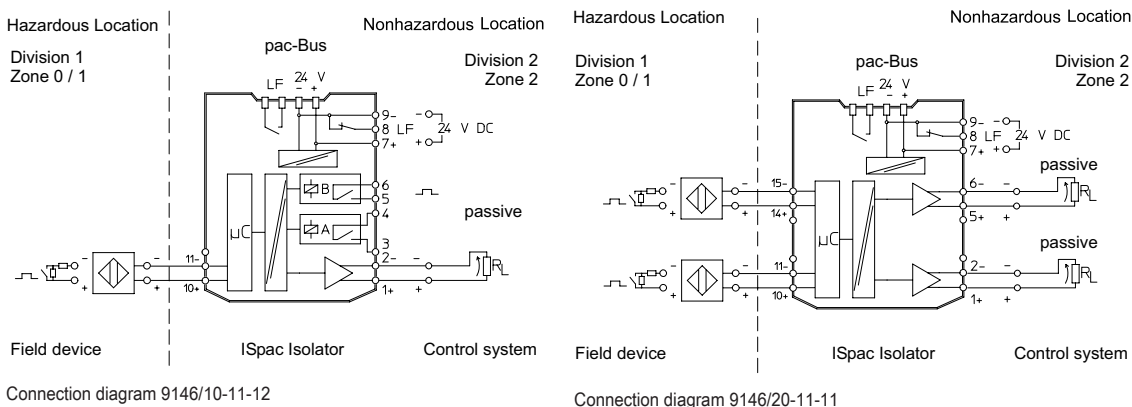 Hazardous Location
Nonhazardous Location
Division 1
Zone 0 / 1
pac-Bus
Division 2
Zone 2
LF 24 V
- +
9- -
8 LF 24 V DC
7+ +
B
6
5
4
passive
µC
A
3
2- -
RL
- - 11-
+ + 10+
1+ +
Field device
ISpac Isolator
Control system
Connection diagram 9146/10-11-12
Hazardous Location
Nonhazardous Location
Division 1
Zone 0 / 1
pac-Bus
Division 2
Zone 2
LF 24 V
- +
9- -
8 LF 24 V DC
7+ +
passive
- - 15-
6- -
RL
+ + 14+
5+ +
µC
passive
- - 11-
2- -
RL
+ + 10+
1+ +
Field device
ISpac Isolator
Control system
Connection diagram 9146/20-11-11